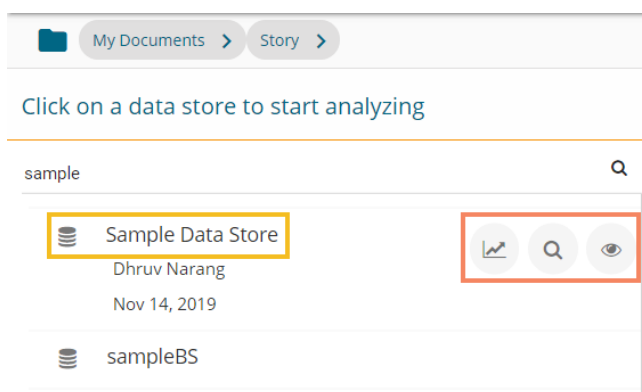 My Documents Story
Click on a data store to start analyzing
sample
Sample Data Store
Dhruv Narang
Nov 14, 2019
sampleBS